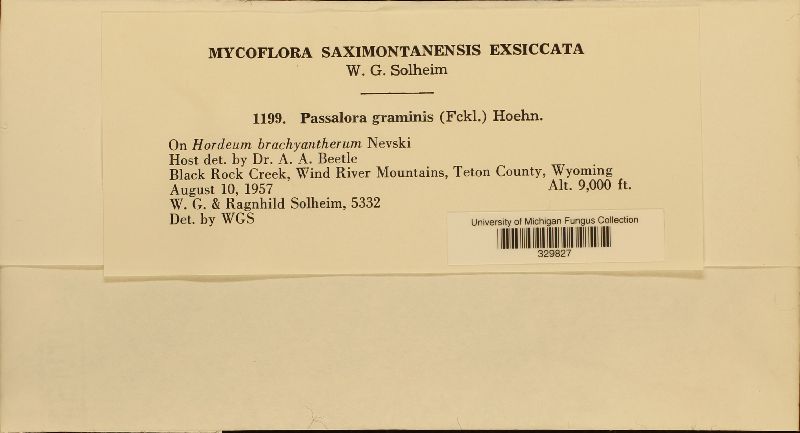 MYCOFLORA SAXIMONTANENSIS EXSICCATA
W. G. Solheim
1199. Passalora graminis (Fckl.) Hoehn.
On Hordeum brachyantherum Nevski
Host det. by Dr. A. A. Beetle
Black Rock Creek, Wind River Mountains, Teton County, Wyoming
August 10, 1957 Alt. 9,000 ft.
W. G. & Ragnhild Solheim, 5332
Det. by WGS
University of Michigan Fungus Collection
329827